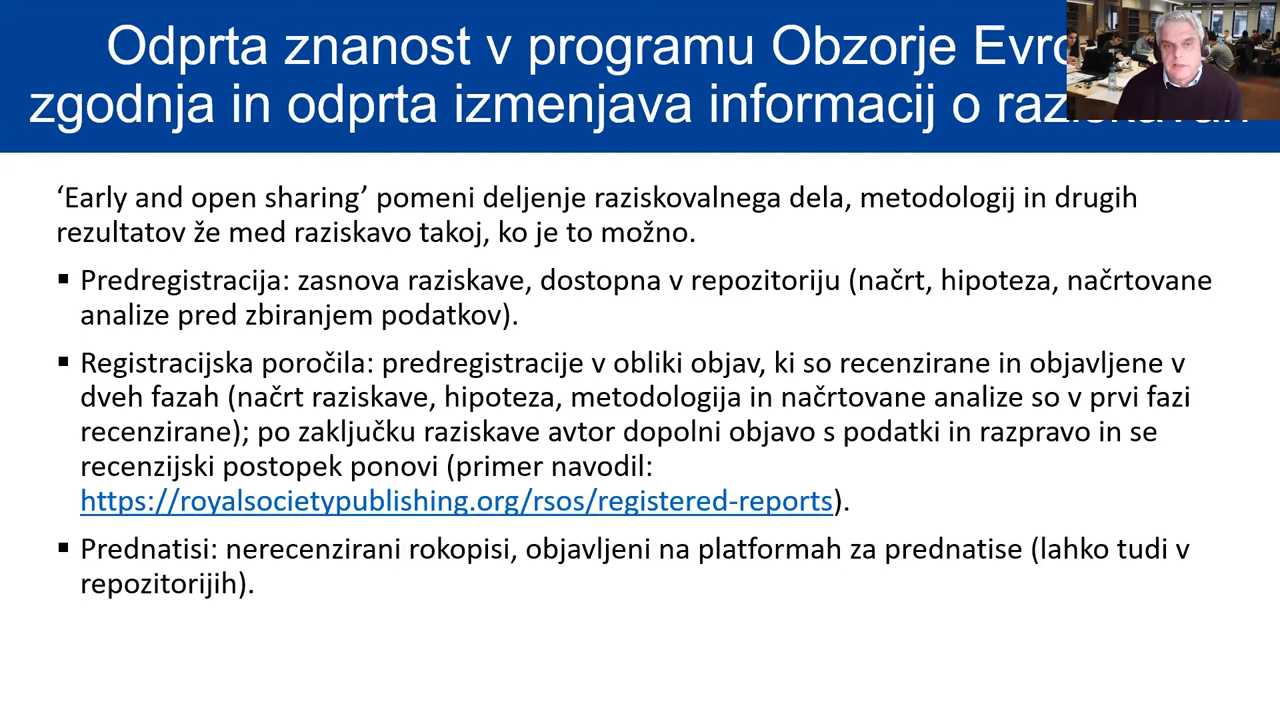 Odprta znanost v programu Obzorje
zgodnja in odprta izmenjava informacij o
‘Early and open sharing’ pomeni deljenje raziskovalnega dela, metodologij in drugih
rezultatov že med raziskavo takoj, ko je to možno.
▪ Predregistracija: zasnova raziskave, dostopna v repozitoriju (načrt, hipoteza, načrtovane
analize pred zbiranjem podatkov).
▪ Registracijska poročila: predregistracije v obliki objav, ki so recenzirane in objavljene v
dveh fazah (načrt raziskave, hipoteza, metodologija in načrtovane analize so v prvi fazi
recenzirane); po zaključku raziskave avtor dopolni objavo s podatki in razpravo in se
recenzijski postopek ponovi (primer navodil:
https://royalsocietypublishing.org/rsos/registered-reports).
▪ Prednatisi: nerecenzirani rokopisi, objavljeni na platformah za prednatise (lahko tudi v
repozitorijih).